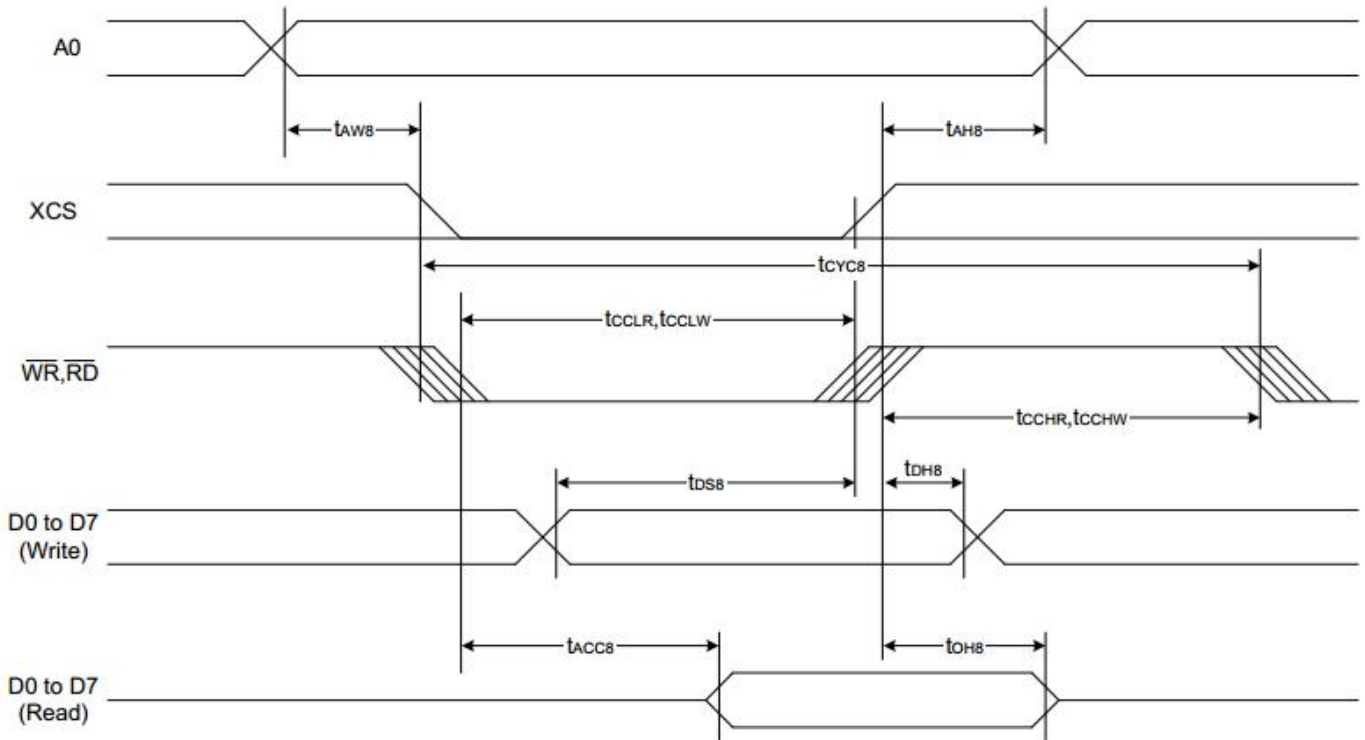 A0
tAW8
tAH8
XCS
tCYC8
tCCLR,tCCLW
WR,RD
tCCHR,tCCHW
tDS8
tDH8
D0 to D7
(Write)
tACC8
tOH8
D0 to D7
(Read)